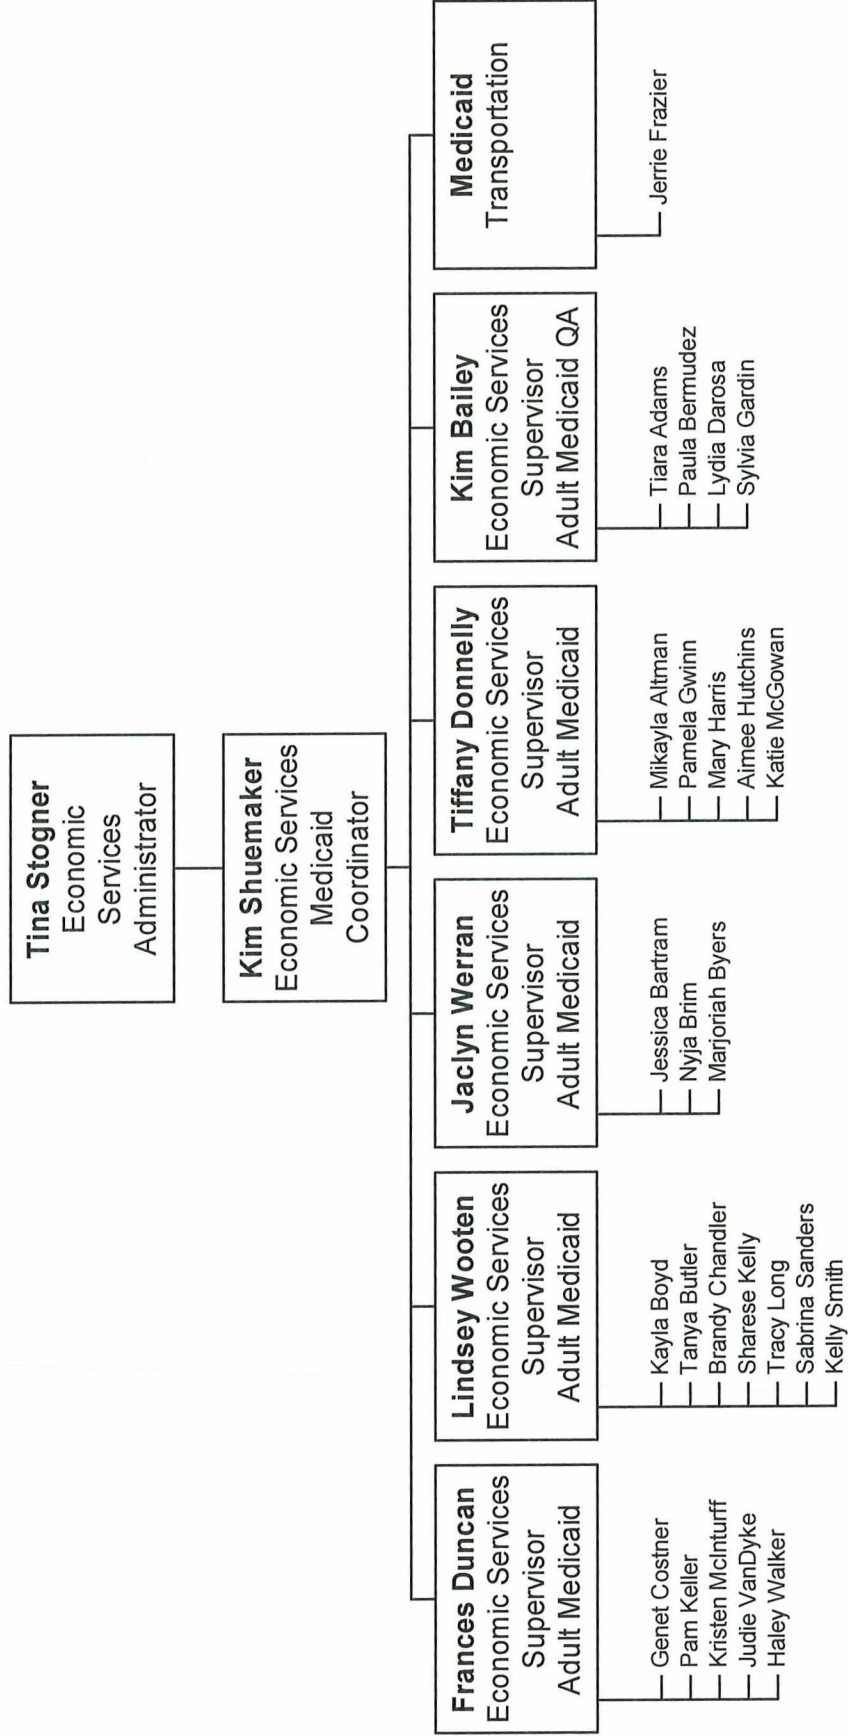 Tina Stogner
Economic
Services
Administrator
Kim Shuemaker
Economic Services
Medicaid
Coordinator
Frances Duncan
Economic Services
Supervisor
Adult Medicaid
Genet Costner
Pam Keller
Kristen McInturff
Judie VanDyke
Haley Walker
Lindsey Wooten
Economic Services
Supervisor
Adult Medicaid
Kayla Boyd
Tanya Butler
Brandy Chandler
Sharese Kelly
Tracy Long
Sabrina Sanders
Kelly Smith
Jaclyn Werran
Economic Services
Supervisor
Adult Medicaid
Jessica Bartram
Nyja Brim
Marjoriah Byers
Tiffany Donnelly
Economic Services
Supervisor
Adult Medicaid
Mikayla Altman
Pamela Gwinn
Mary Harris
Aimee Hutchins
Katie McGowan
Kim Bailey
Economic Services
Supervisor
Adult Medicaid QA
Tiara Adams
Paula Bermudez
Lydia Darosa
Sylvia Gardin
Medicaid
Transportation
Jerrie Frazier